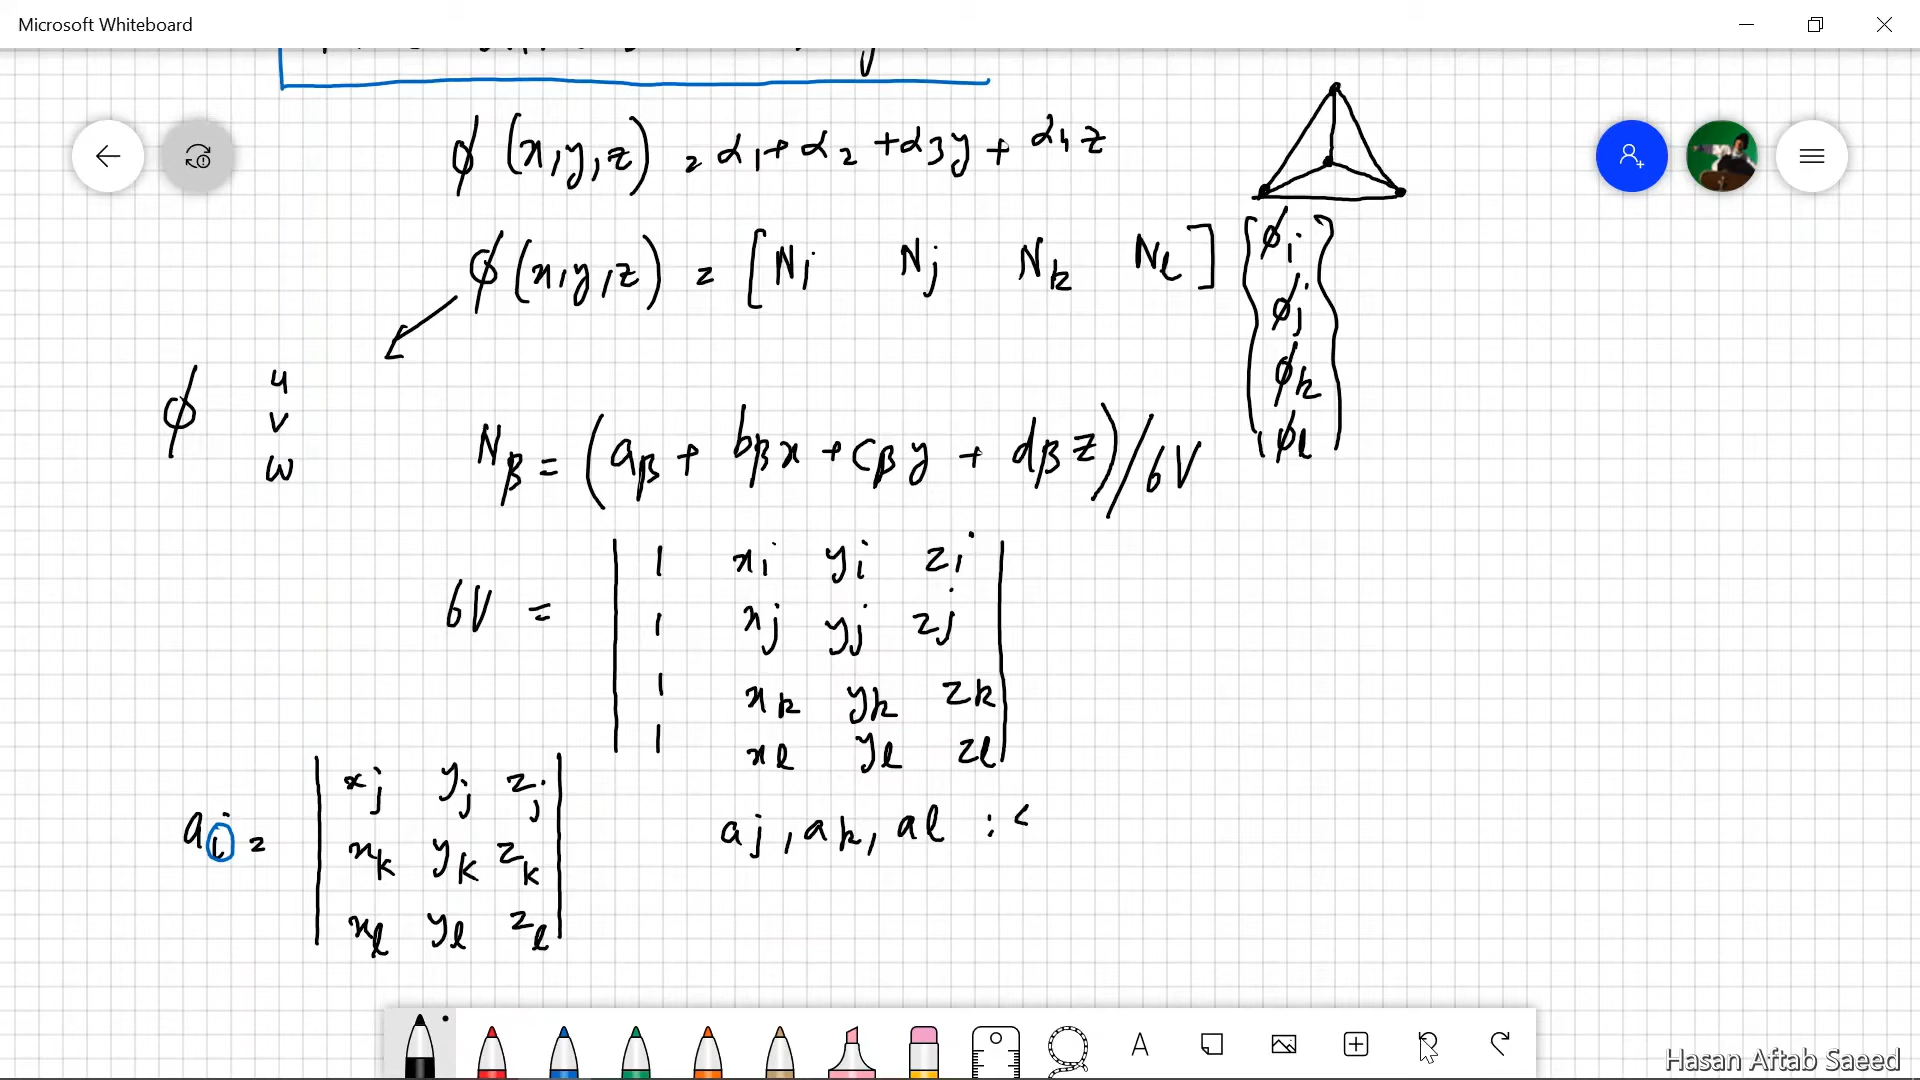 Microsoft Whiteboard
ϕ (x, y, z) = α1 + α2 + α3y + α4 z
ϕ (x, y, z) = [Ni Nj Nk Nl] {ϕi
ϕj
ϕk
ϕl}
ϕ u
v
w
Nβ = (aβ + bβx + cβy + dβz)/6V
6V = | 1 xi yi zi |
| 1 xj yj zj |
| 1 xk yk zk |
| 1 xl yl zl |
ai = | xj yj zj |
| xk yk zk |
| xl yl zl |
aj, ak, al :
Hasan Aftab Saeed